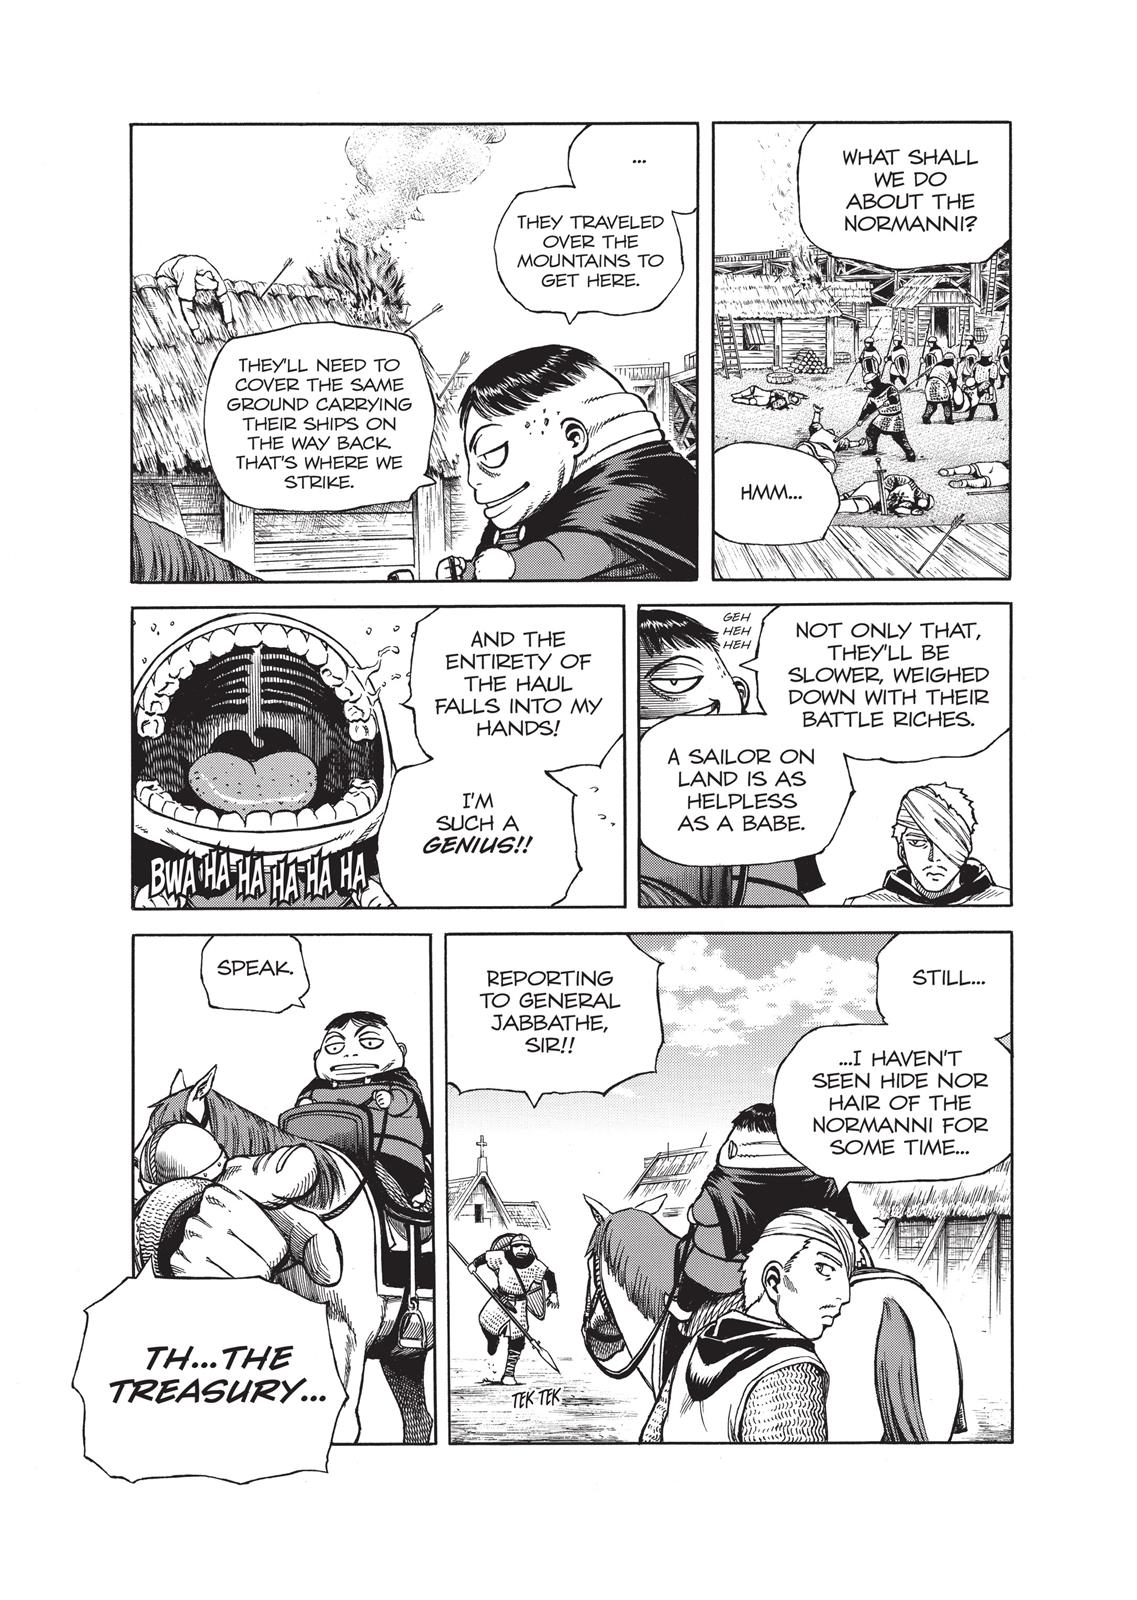 WHAT SHALL
WE DO
ABOUT THE
NORMANNI?
HMM...
...
THEY TRAVELED
OVER THE
MOUNTAINS TO
GET HERE.
THEY'LL NEED TO
COVER THE SAME
GROUND CARRYING
THEIR SHIPS ON
THE WAY BACK.
THAT'S WHERE WE
STRIKE.
GEH
HEH
HEH
NOT ONLY THAT,
THEY'LL BE
SLOWER, WEIGHED
DOWN WITH THEIR
BATTLE RICHES.
A SAILOR ON
LAND IS AS
HELPLESS
AS A BABE.
AND THE
ENTIRETY OF
THE HAUL
FALLS INTO MY
HANDS!
I'M
SUCH A
GENIUS!!
BWA HA HA HA HA HA
STILL...
...I HAVEN'T
SEEN HIDE NOR
HAIR OF THE
NORMANNI FOR
SOME TIME...
REPORTING
TO GENERAL
JABBATHE,
SIR!!
TEK-TEK
SPEAK.
TH...THE
TREASURY...